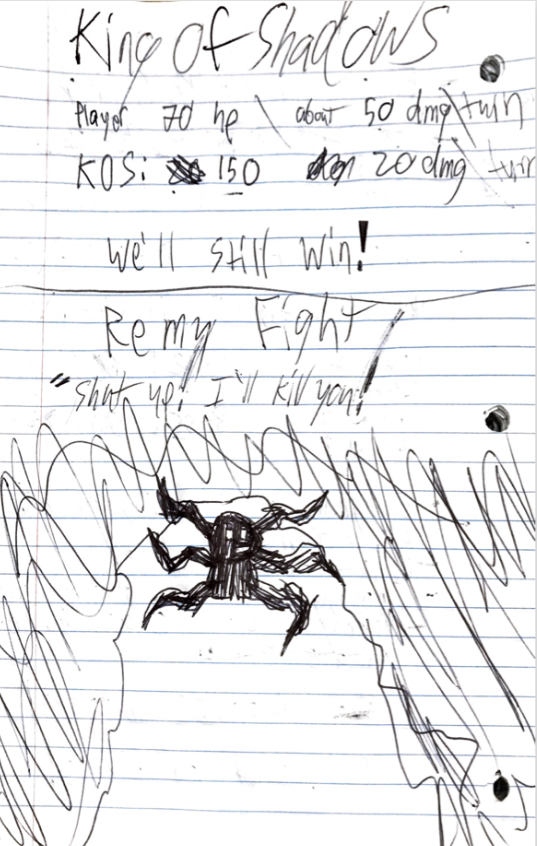 King Of Shadows
Player 70 hp \ about 50 dmg\turn
KOS: 150 20 dmg\ turn
We'll still win!
Remy Fight
"Shut up! I'll kill you!